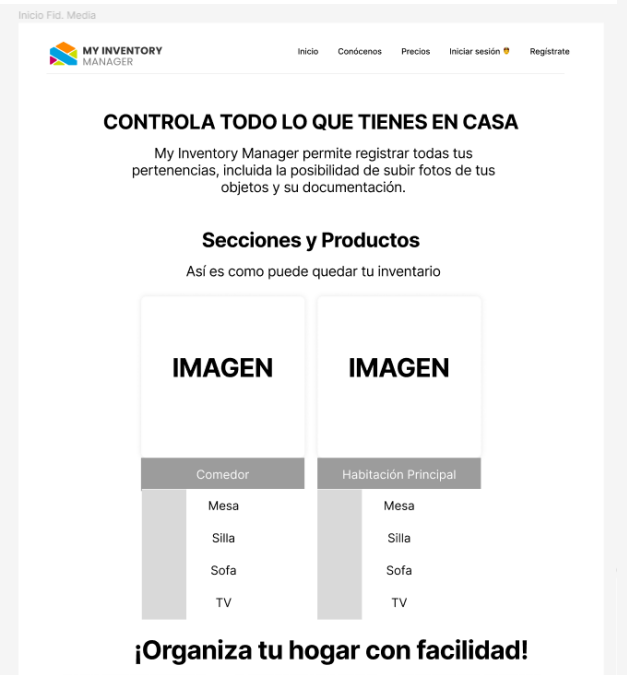 Inicio Fid. Media
MY INVENTORY
MANAGER
Inicio Conócenos Precios Iniciar sesión Regístrate
CONTROLA TODO LO QUE TIENES EN CASA
My Inventory Manager permite registrar todas tus
pertenencias, incluida la posibilidad de subir fotos de tus
objetos y su documentación.
Secciones y Productos
Así es como puede quedar tu inventario
IMAGEN IMAGEN
Comedor Habitación Principal
Mesa Mesa
Silla Silla
Sofa Sofa
TV TV
¡Organiza tu hogar con facilidad!